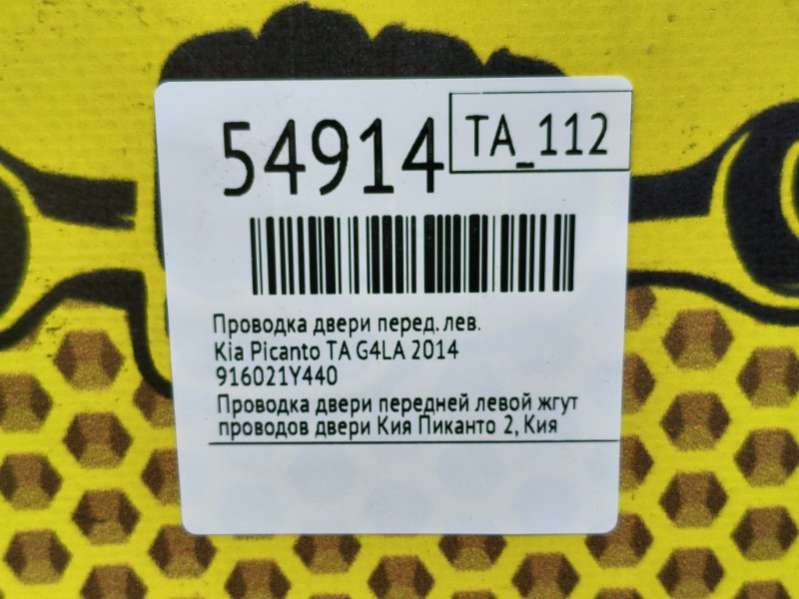 54914
TA_112
Проводка двери перед. лев.
Kia Picanto TA G4LA 2014
916021Y440
Проводка двери передней левой жгут
проводов двери Кия Пиканто 2, Кия